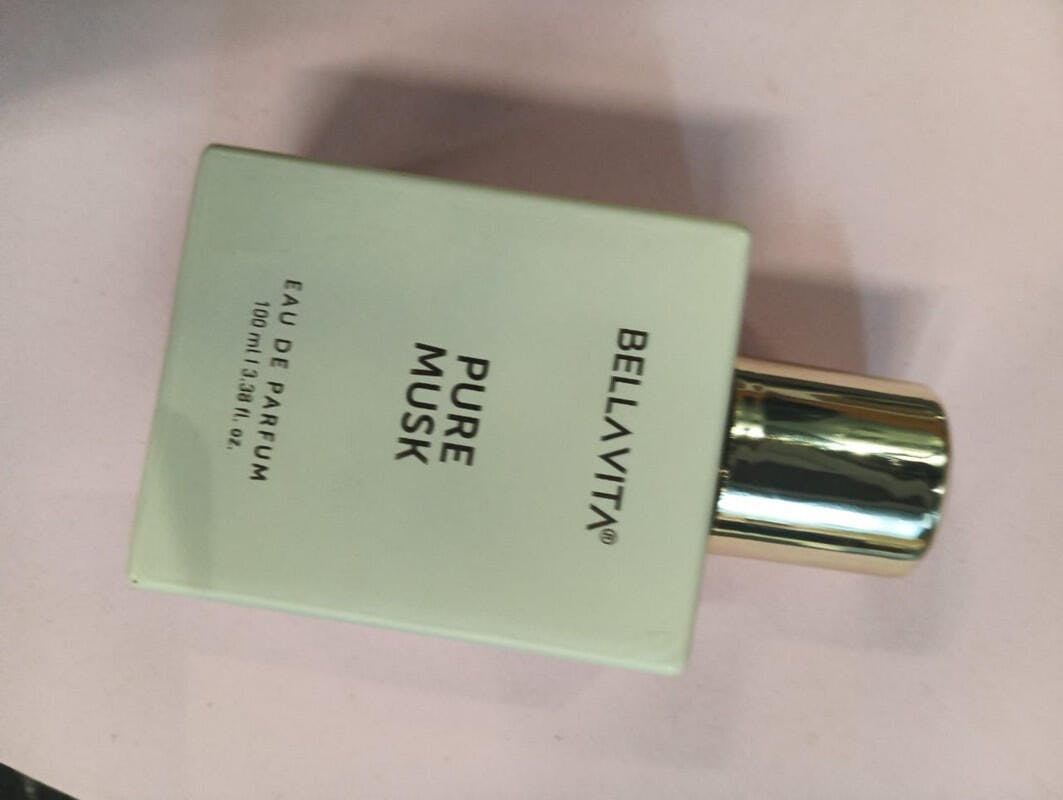 BELLAVITA®
PURE
MUSK
EAU DE PARFUM
100 ml | 3.38 fl. oz.